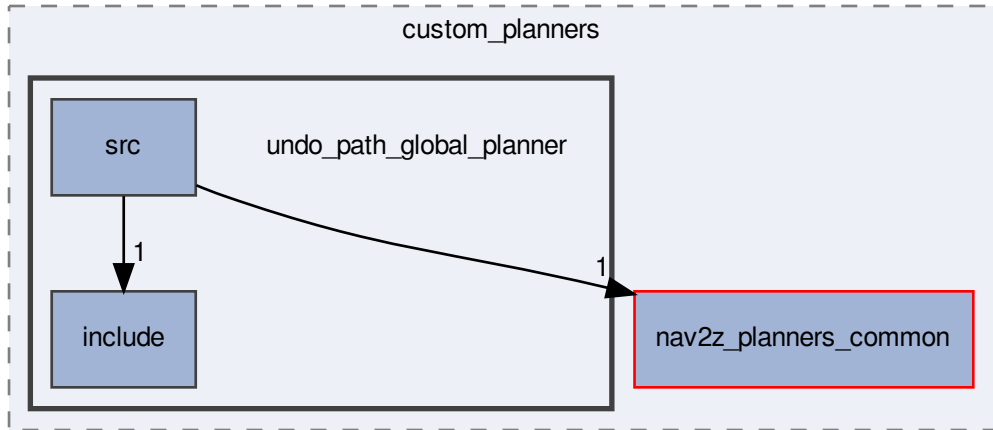 custom_planners
src
undo_path_global_planner
1
1
include
nav2z_planners_common